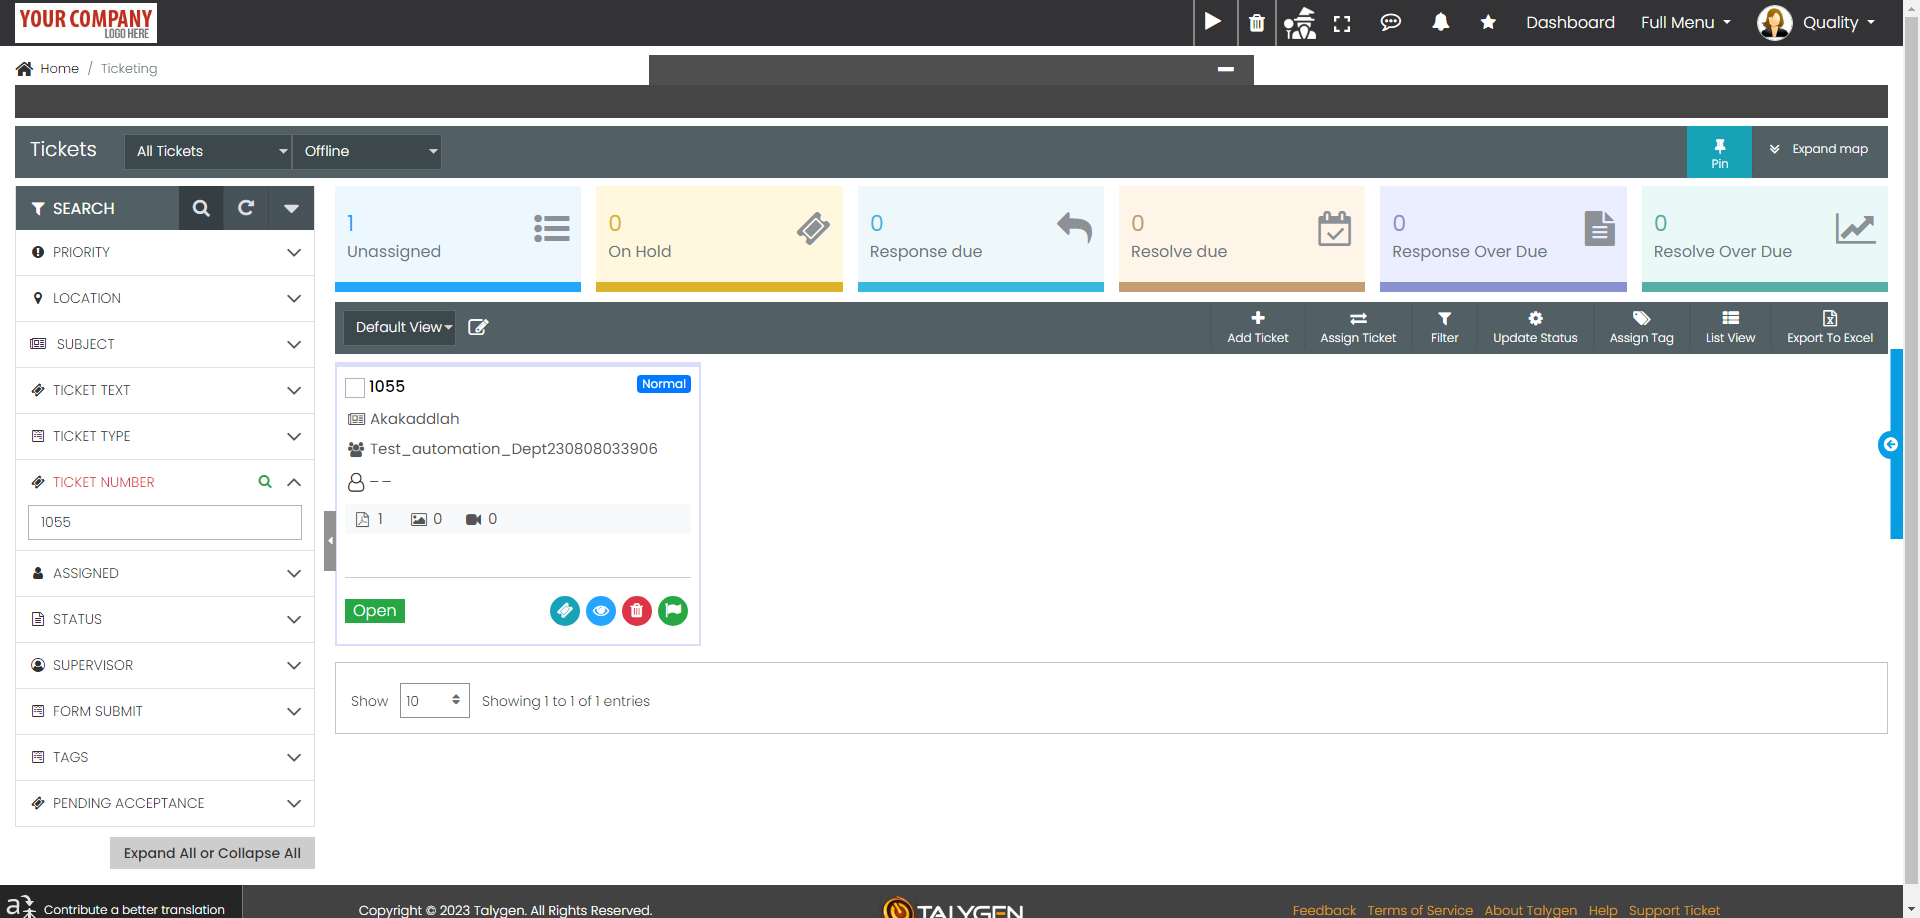 YOUR COMPANY
LOGO HERE
Dashboard
Full Menu
Quality
Home / Ticketing
Tickets
All Tickets
Offline
Pin
Expand map
SEARCH
PRIORITY
LOCATION
SUBJECT
TICKET TEXT
TICKET TYPE
TICKET NUMBER
1055
ASSIGNED
STATUS
SUPERVISOR
FORM SUBMIT
TAGS
PENDING ACCEPTANCE
Expand All or Collapse All
1
Unassigned
0
On Hold
0
Response due
0
Resolve due
0
Response Over Due
0
Resolve Over Due
Default View
Add Ticket
Assign Ticket
Filter
Update Status
Assign Tag
List View
Export To Excel
1055
Normal
Akakaddlah
Test_automation_Dept230808033906
– –
1 0 0
Open
Show 10 Showing 1 to 1 of 1 entries
Contribute a better translation
Copyright © 2023 Talygen. All Rights Reserved.
TALYGEN
Feedback Terms of Service About Talygen Help Support Ticket